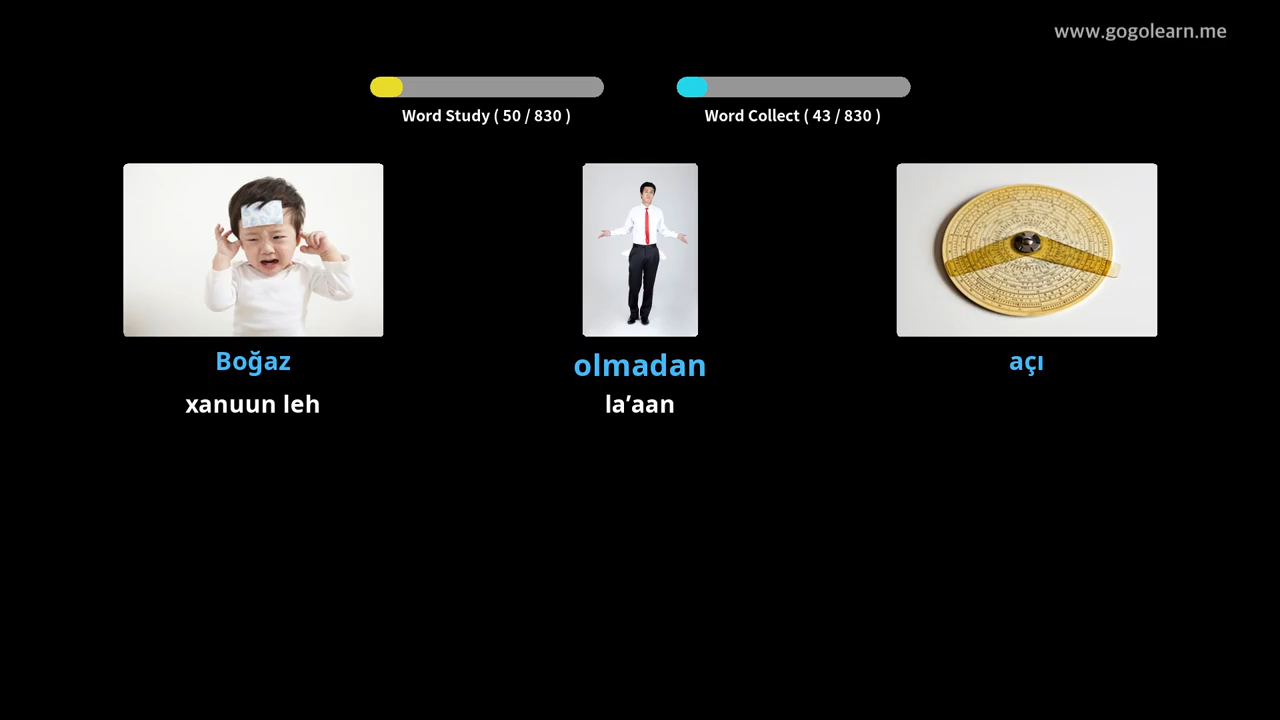 www.gogolearn.me
Word Study ( 50 / 830 )
Word Collect ( 43 / 830 )
Boğaz
xanuun leh
olmadan
la’aan
açı